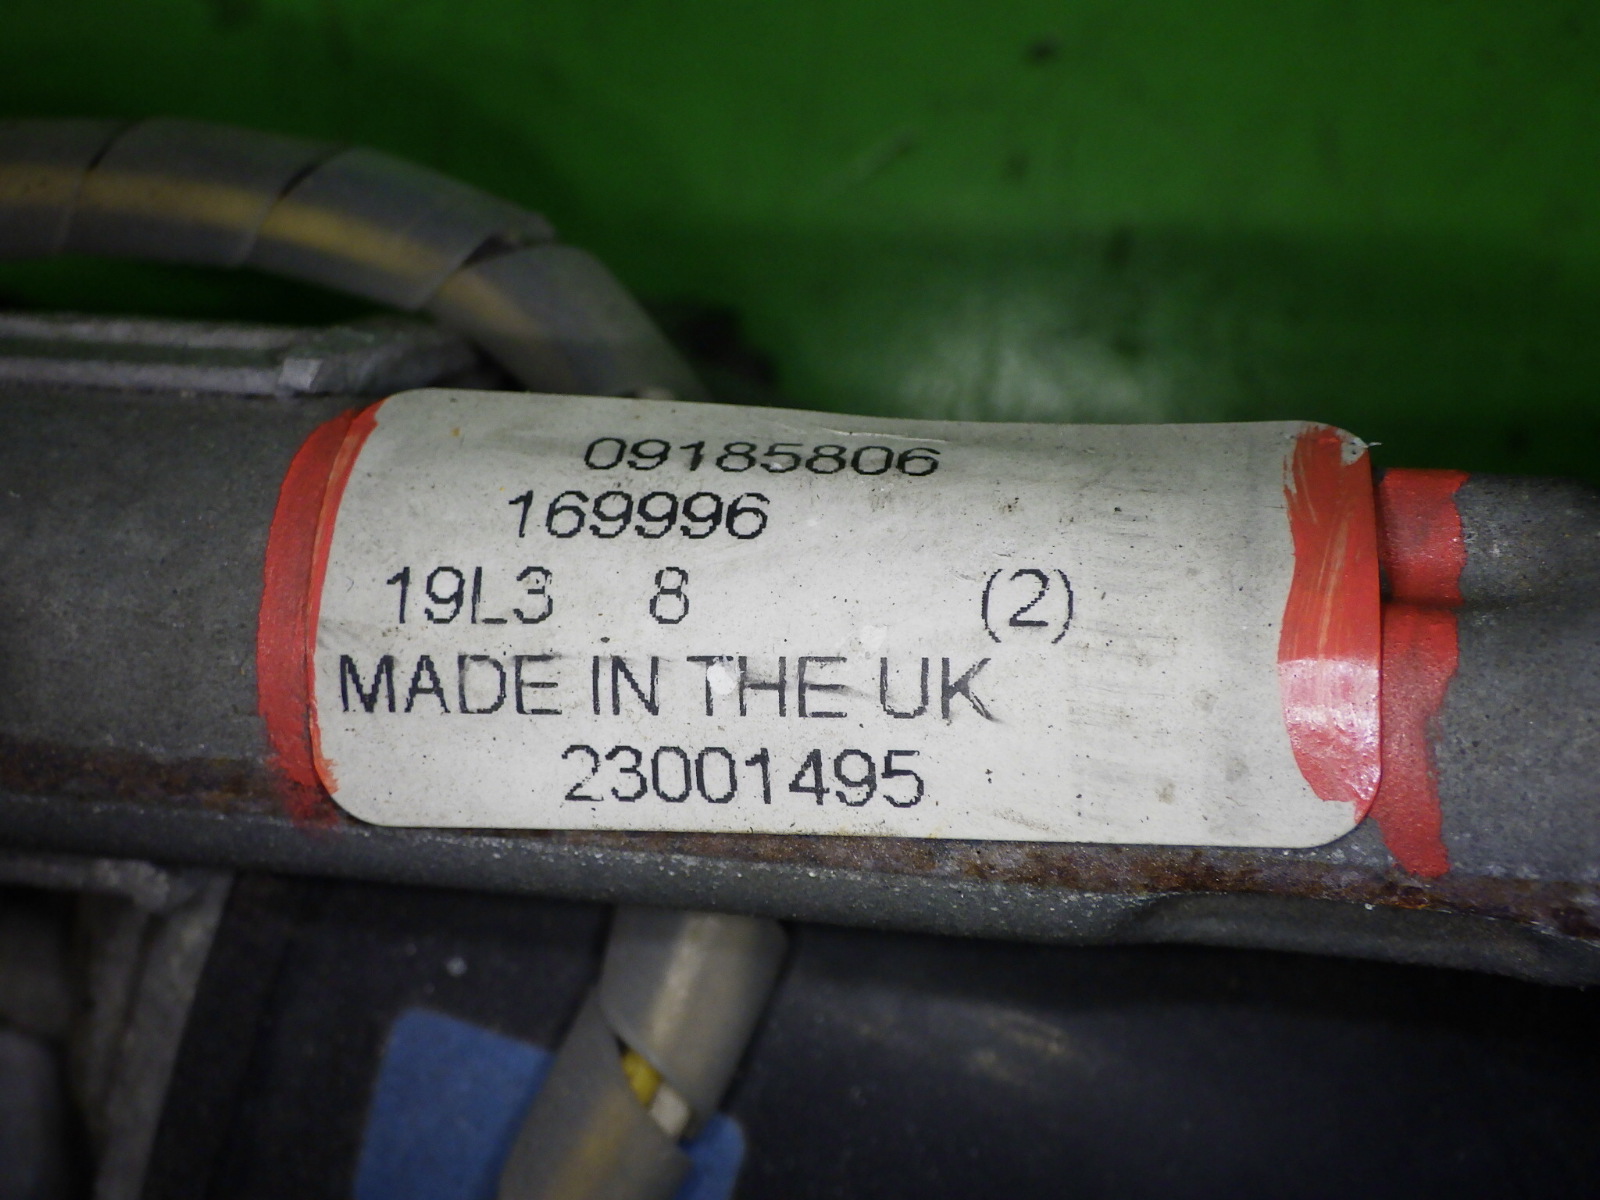 09185806
169996
19L3 8 (2)
MADE IN THE UK
23001495